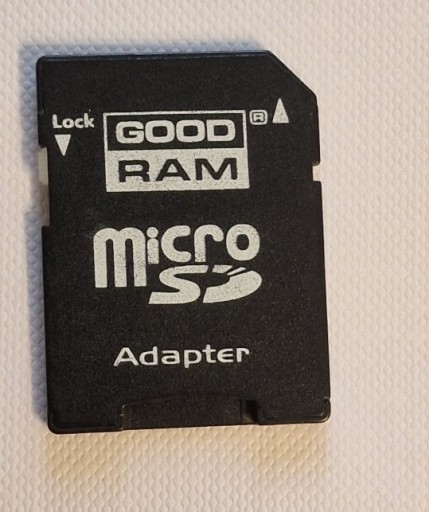 Lock
GOOD ®
RAM
micro
SD
Adapter